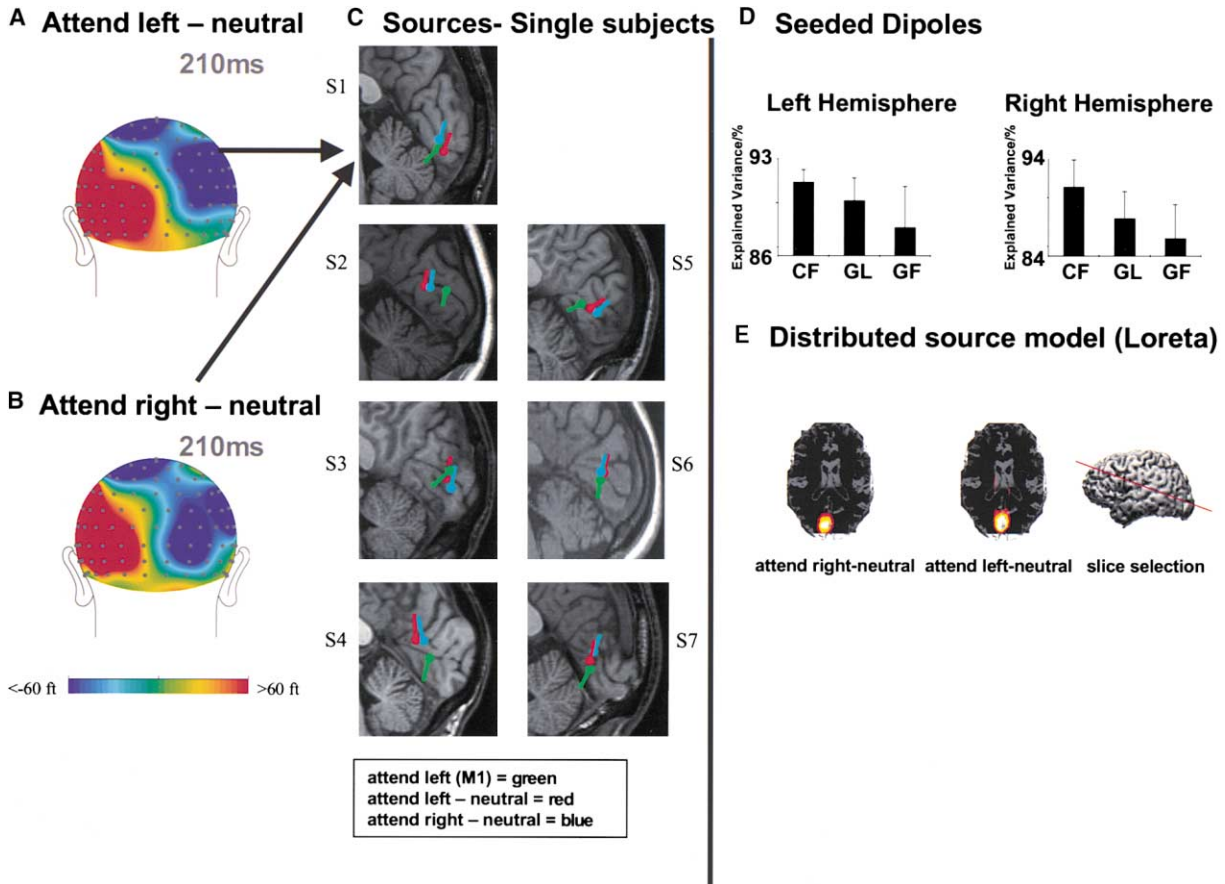 A Attend left – neutral
210ms
B Attend right – neutral
210ms
<-60 ft >60 ft
C Sources- Single subjects
S1
S2
S5
S3
S6
S4
S7
attend left (M1) = green
attend left – neutral = red
attend right – neutral = blue
D Seeded Dipoles
Left Hemisphere
Explained Variance/%
93
86
CF GL GF
Right Hemisphere
Explained Variance/%
94
84
CF GL GF
E Distributed source model (Loreta)
attend right-neutral
attend left-neutral
slice selection